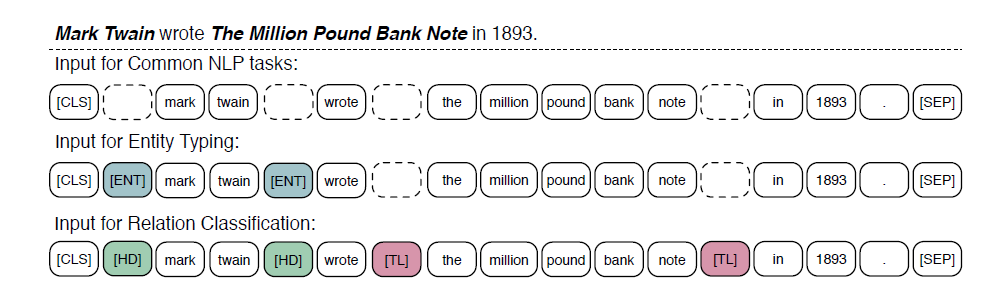 Mark Twain wrote The Million Pound Bank Note in 1893.
Input for Common NLP tasks:
[CLS] mark twain wrote the million pound bank note in 1893 . [SEP]
Input for Entity Typing:
[CLS] [ENT] mark twain [ENT] wrote the million pound bank note in 1893 . [SEP]
Input for Relation Classification:
[CLS] [HD] mark twain [HD] wrote [TL] the million pound bank note [TL] in 1893 . [SEP]